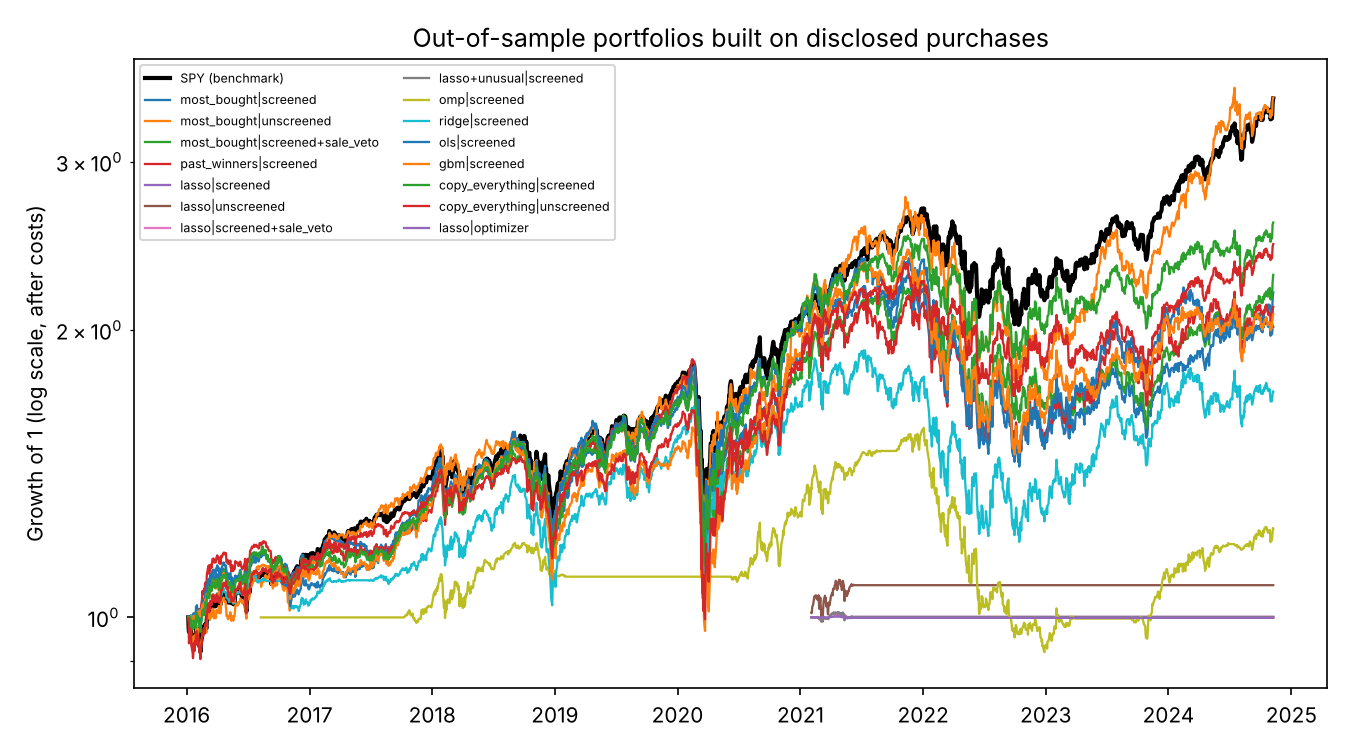 Out-of-sample portfolios built on disclosed purchases
SPY (benchmark)
most_bought|screened
most_bought|unscreened
most_bought|screened+sale_veto
past_winners|screened
lasso|screened
lasso|unscreened
lasso|screened+sale_veto
lasso+unusual|screened
omp|screened
ridge|screened
ols|screened
gbm|screened
copy_everything|screened
copy_everything|unscreened
lasso|optimizer
Growth of 1 (log scale, after costs)
3 × 10⁰
2 × 10⁰
10⁰
2016 2017 2018 2019 2020 2021 2022 2023 2024 2025